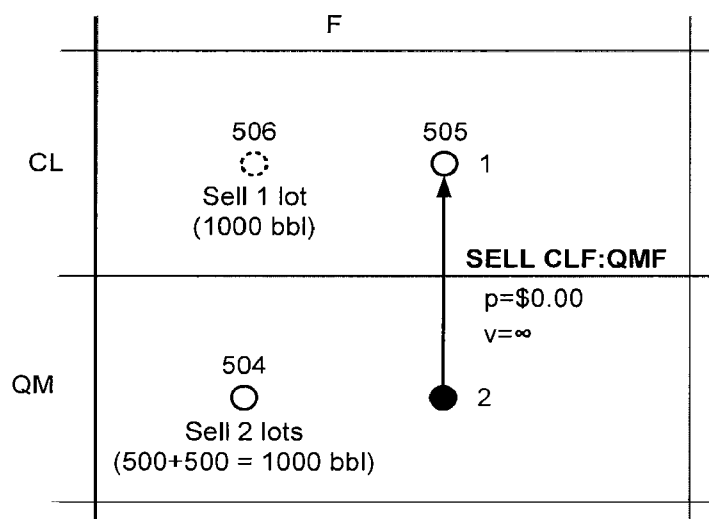 F
506
505
CL
1
Sell 1 lot
(1000 bbl)
SELL CLF:QMF
p=$0.00
v=∞
504
QM
2
Sell 2 lots
(500+500 = 1000 bbl)